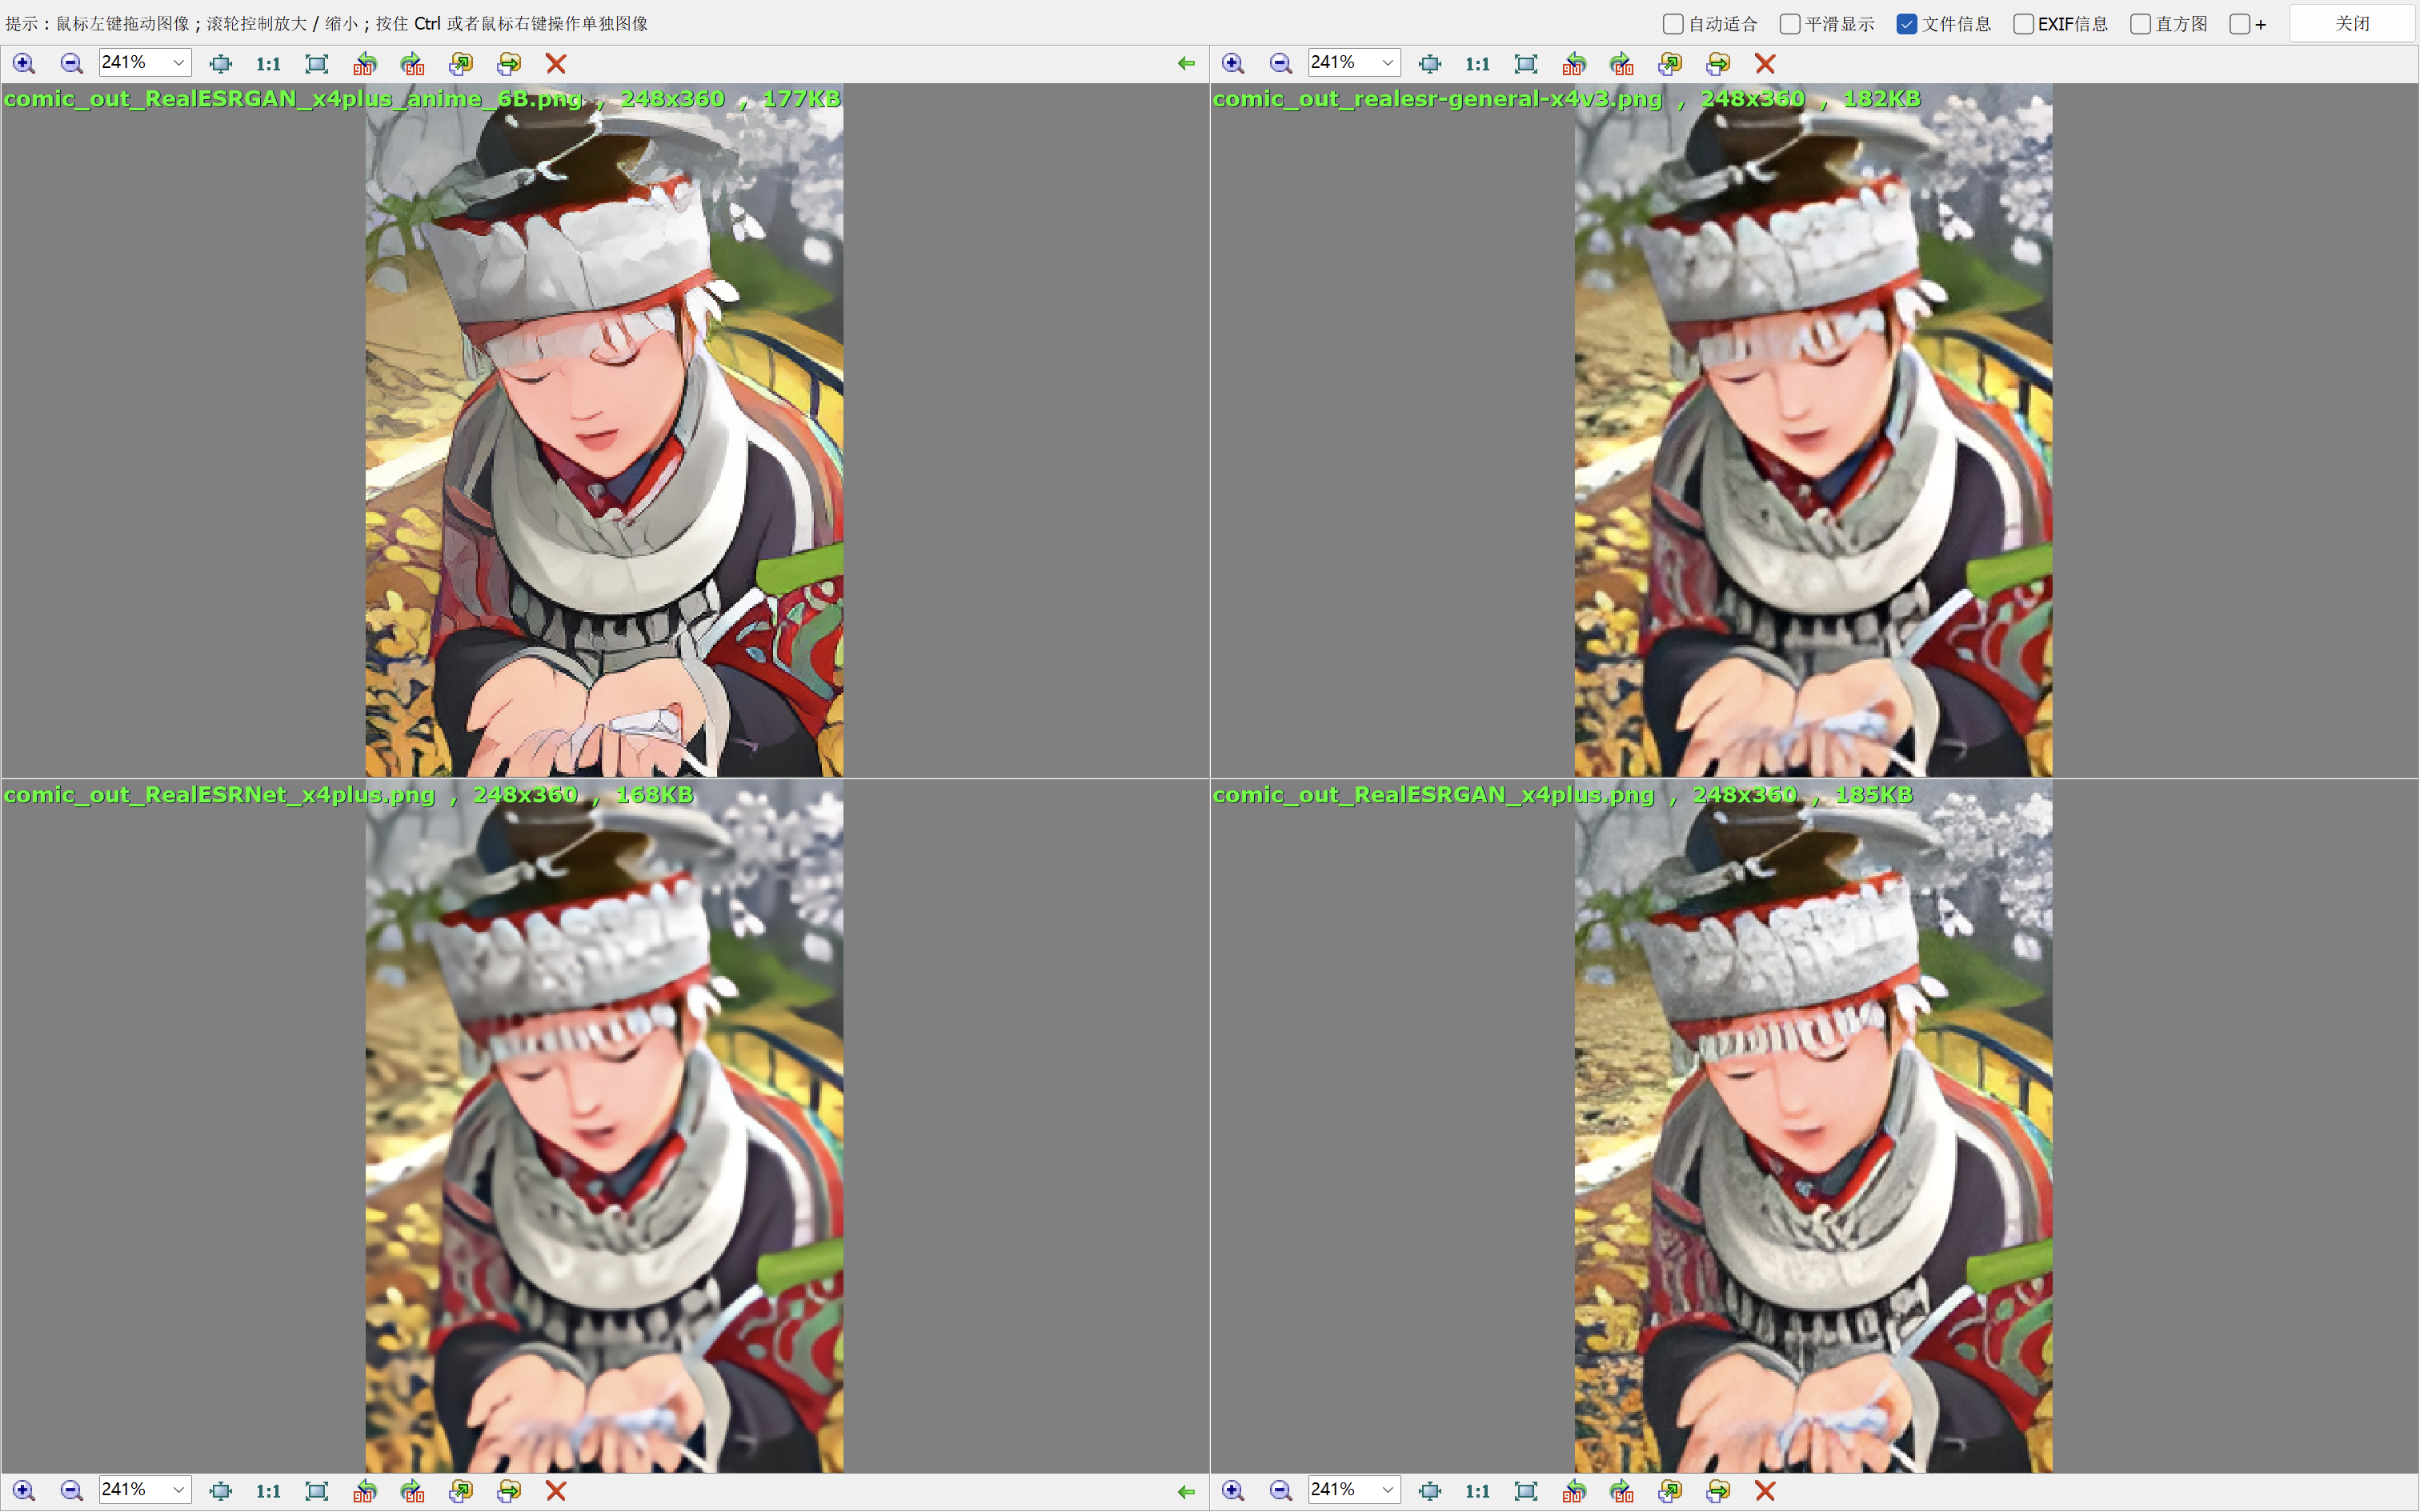 提示：鼠标左键拖动图像；滚轮控制放大 / 缩小；按住 Ctrl 或者鼠标右键操作单独图像
自动适合 平滑显示 文件信息 EXIF信息 直方图 + 关闭
241% 1:1
241% 1:1
comic_out_RealESRGAN_x4plus_anime_6B.png , 248x360 , 177KB
comic_out_realesr-general-x4v3.png , 248x360 , 182KB
comic_out_RealESRNet_x4plus.png , 248x360 , 168KB
comic_out_RealESRGAN_x4plus.png , 248x360 , 185KB
241% 1:1
241% 1:1